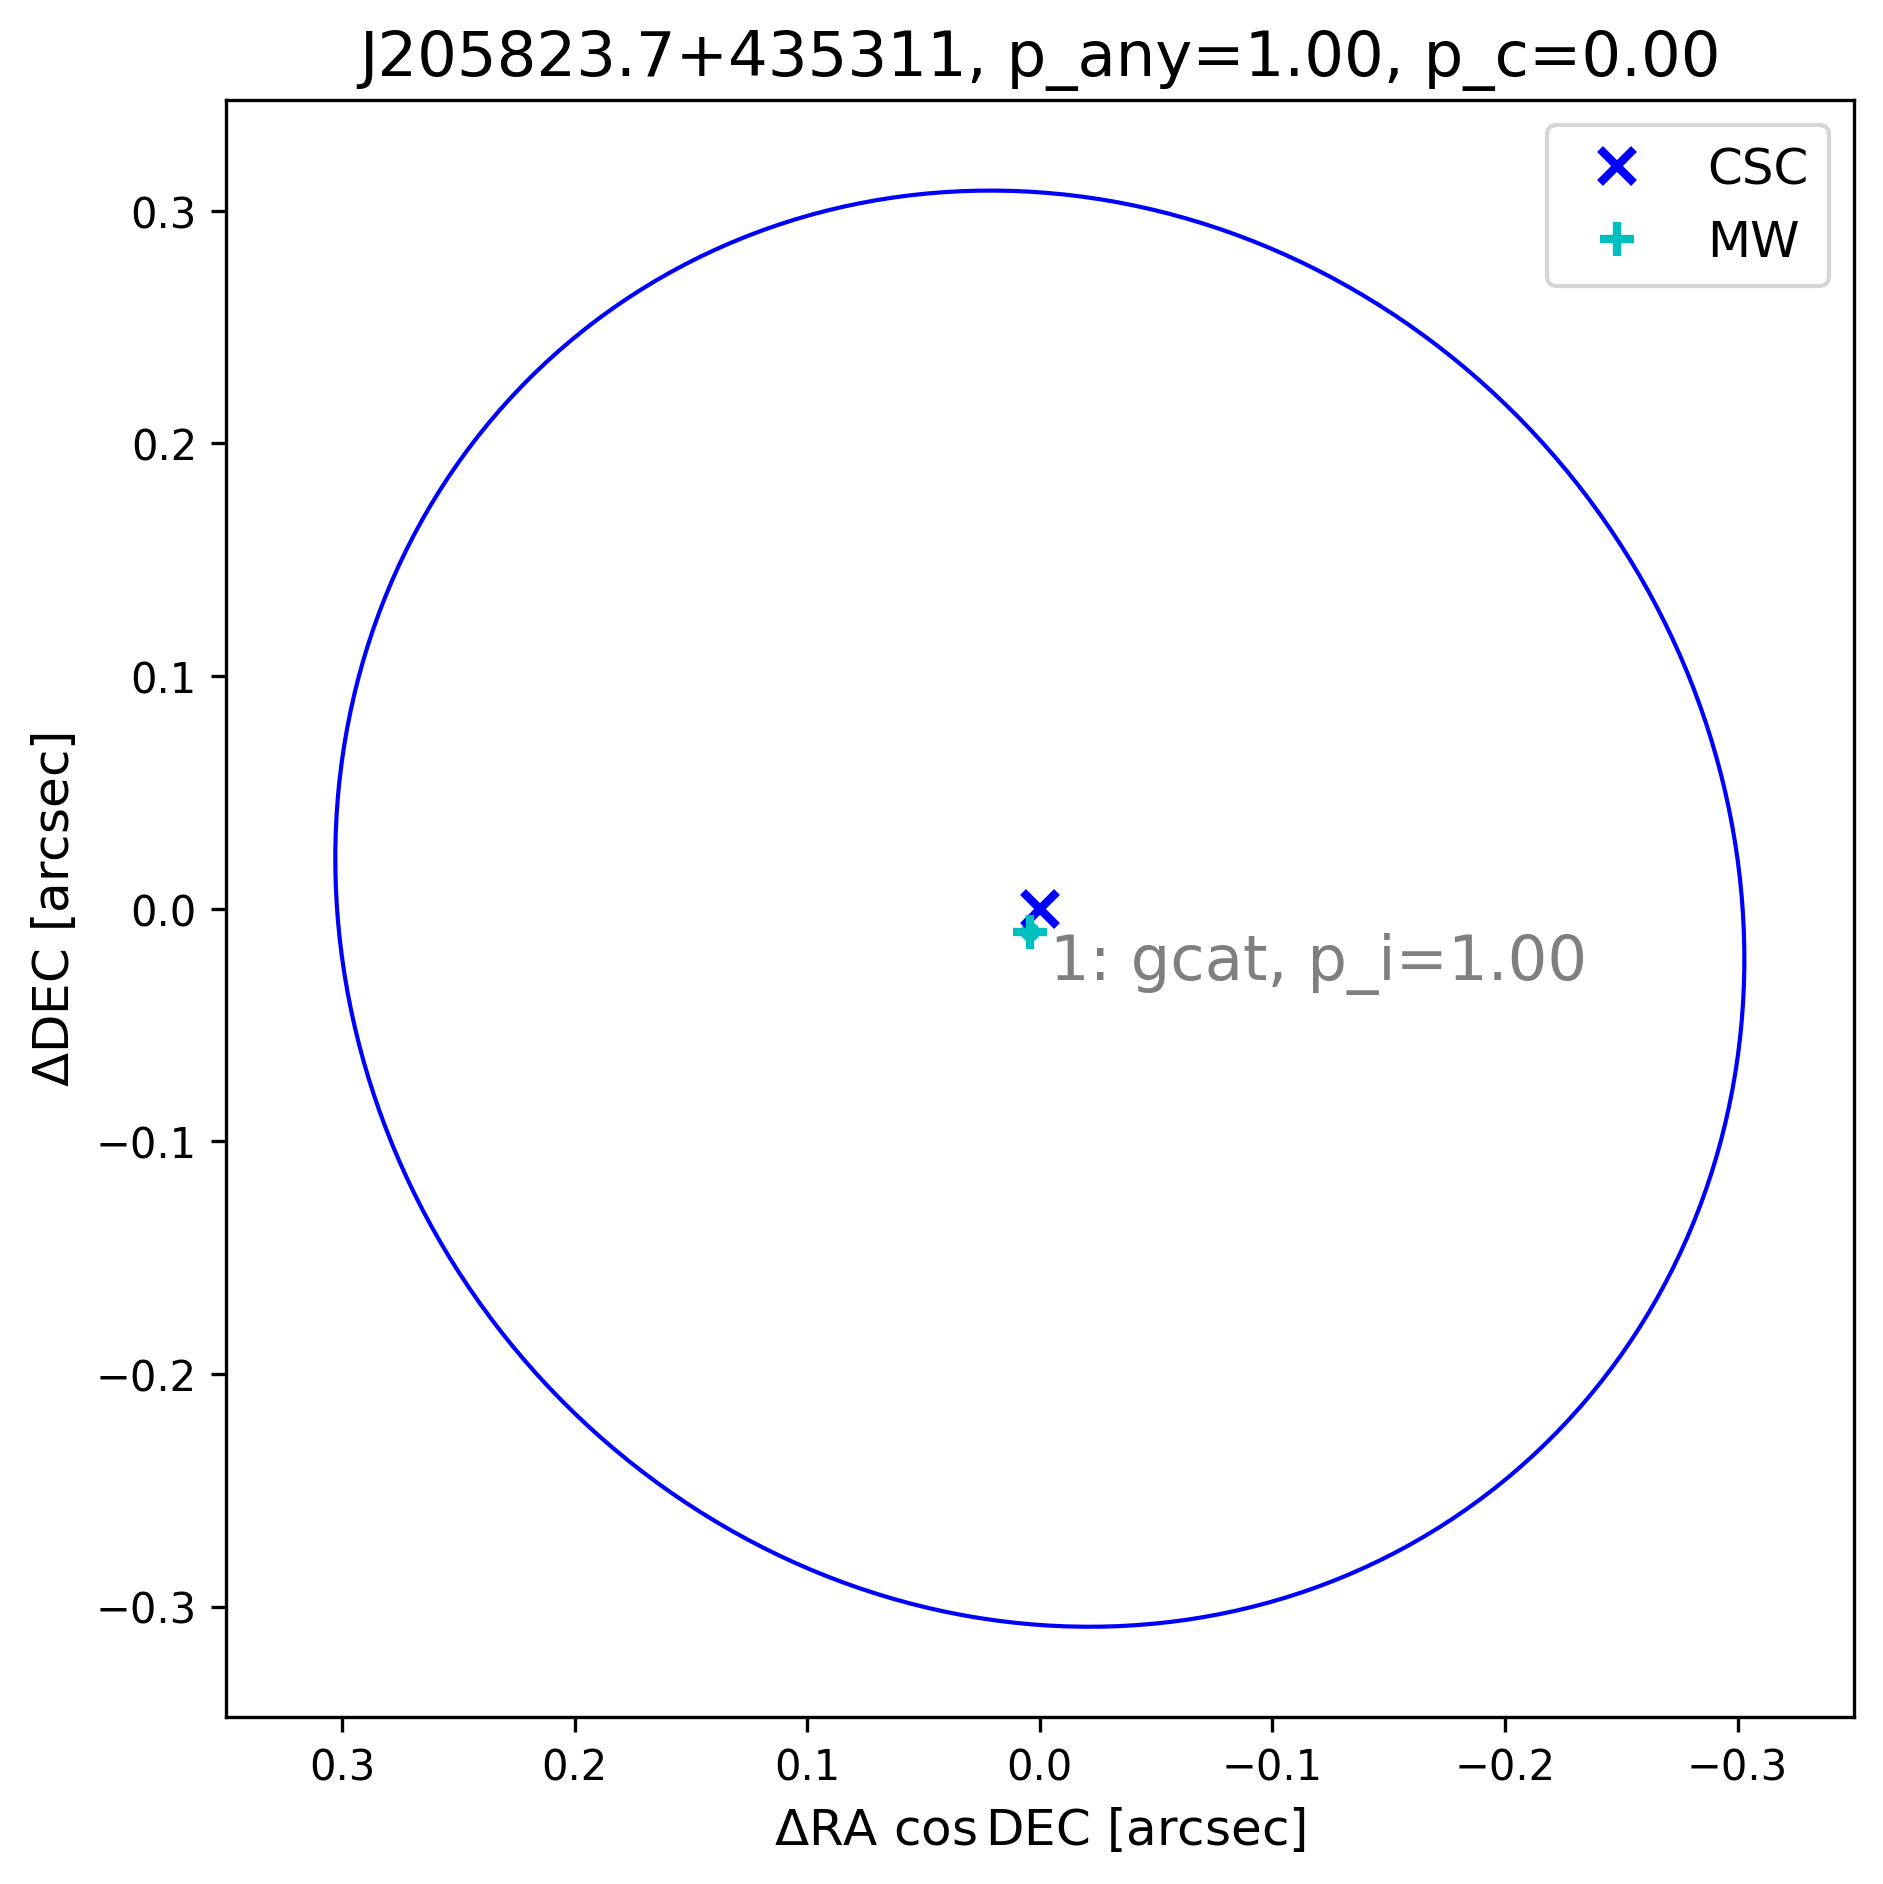 J205823.7+435311, p_any=1.00, p_c=0.00
CSC
MW
0.3
0.2
0.1
0.0
−0.1
−0.2
−0.3
ΔDEC [arcsec]
1: gcat, p_i=1.00
0.3
0.2
0.1
0.0
−0.1
−0.2
−0.3
ΔRA cos DEC [arcsec]